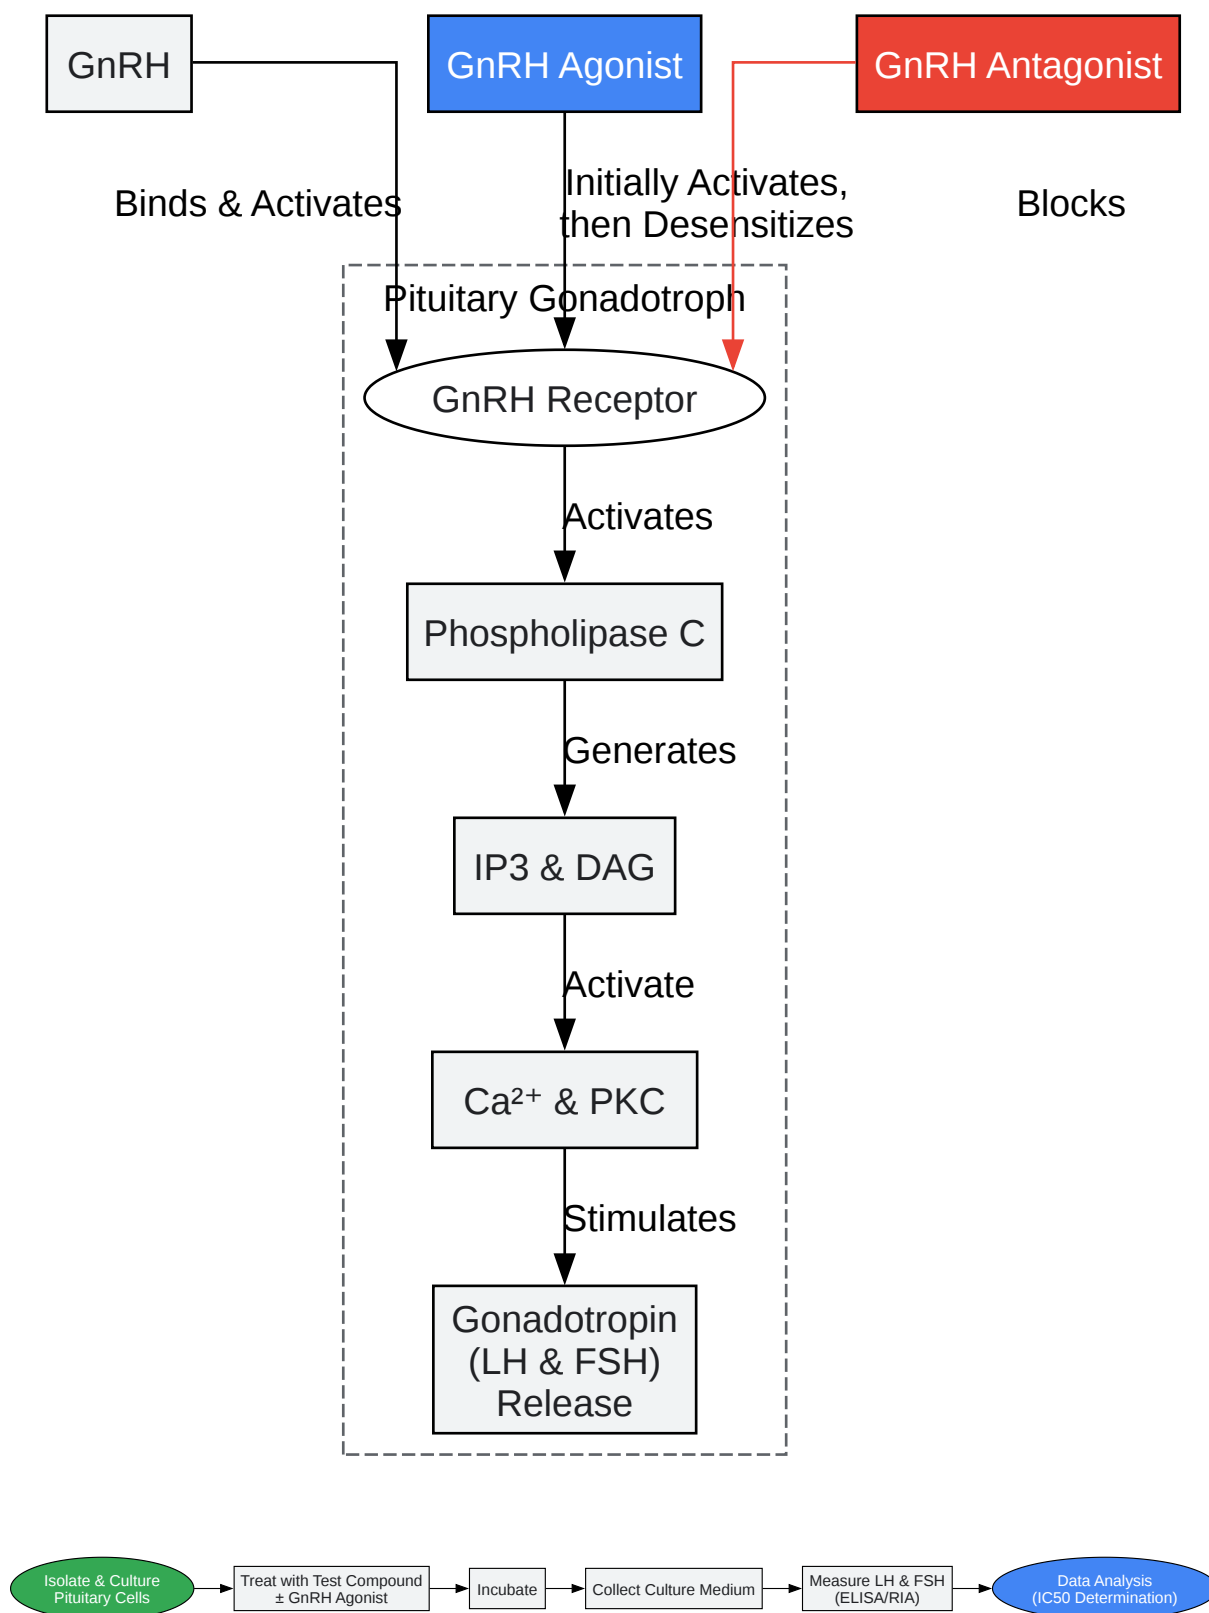 GnRH
GnRH Agonist
GnRH Antagonist
Binds & Activates
Initially Activates,
then Desensitizes
Blocks
Pituitary Gonadotroph
GnRH Receptor
Activates
Phospholipase C
Generates
IP3 & DAG
Activate
Ca²⁺ & PKC
Stimulates
Gonadotropin
(LH & FSH)
Release
Isolate & Culture
Pituitary Cells
Treat with Test Compound
± GnRH Agonist
Incubate
Collect Culture Medium
Measure LH & FSH
(ELISA/RIA)
Data Analysis
(IC50 Determination)